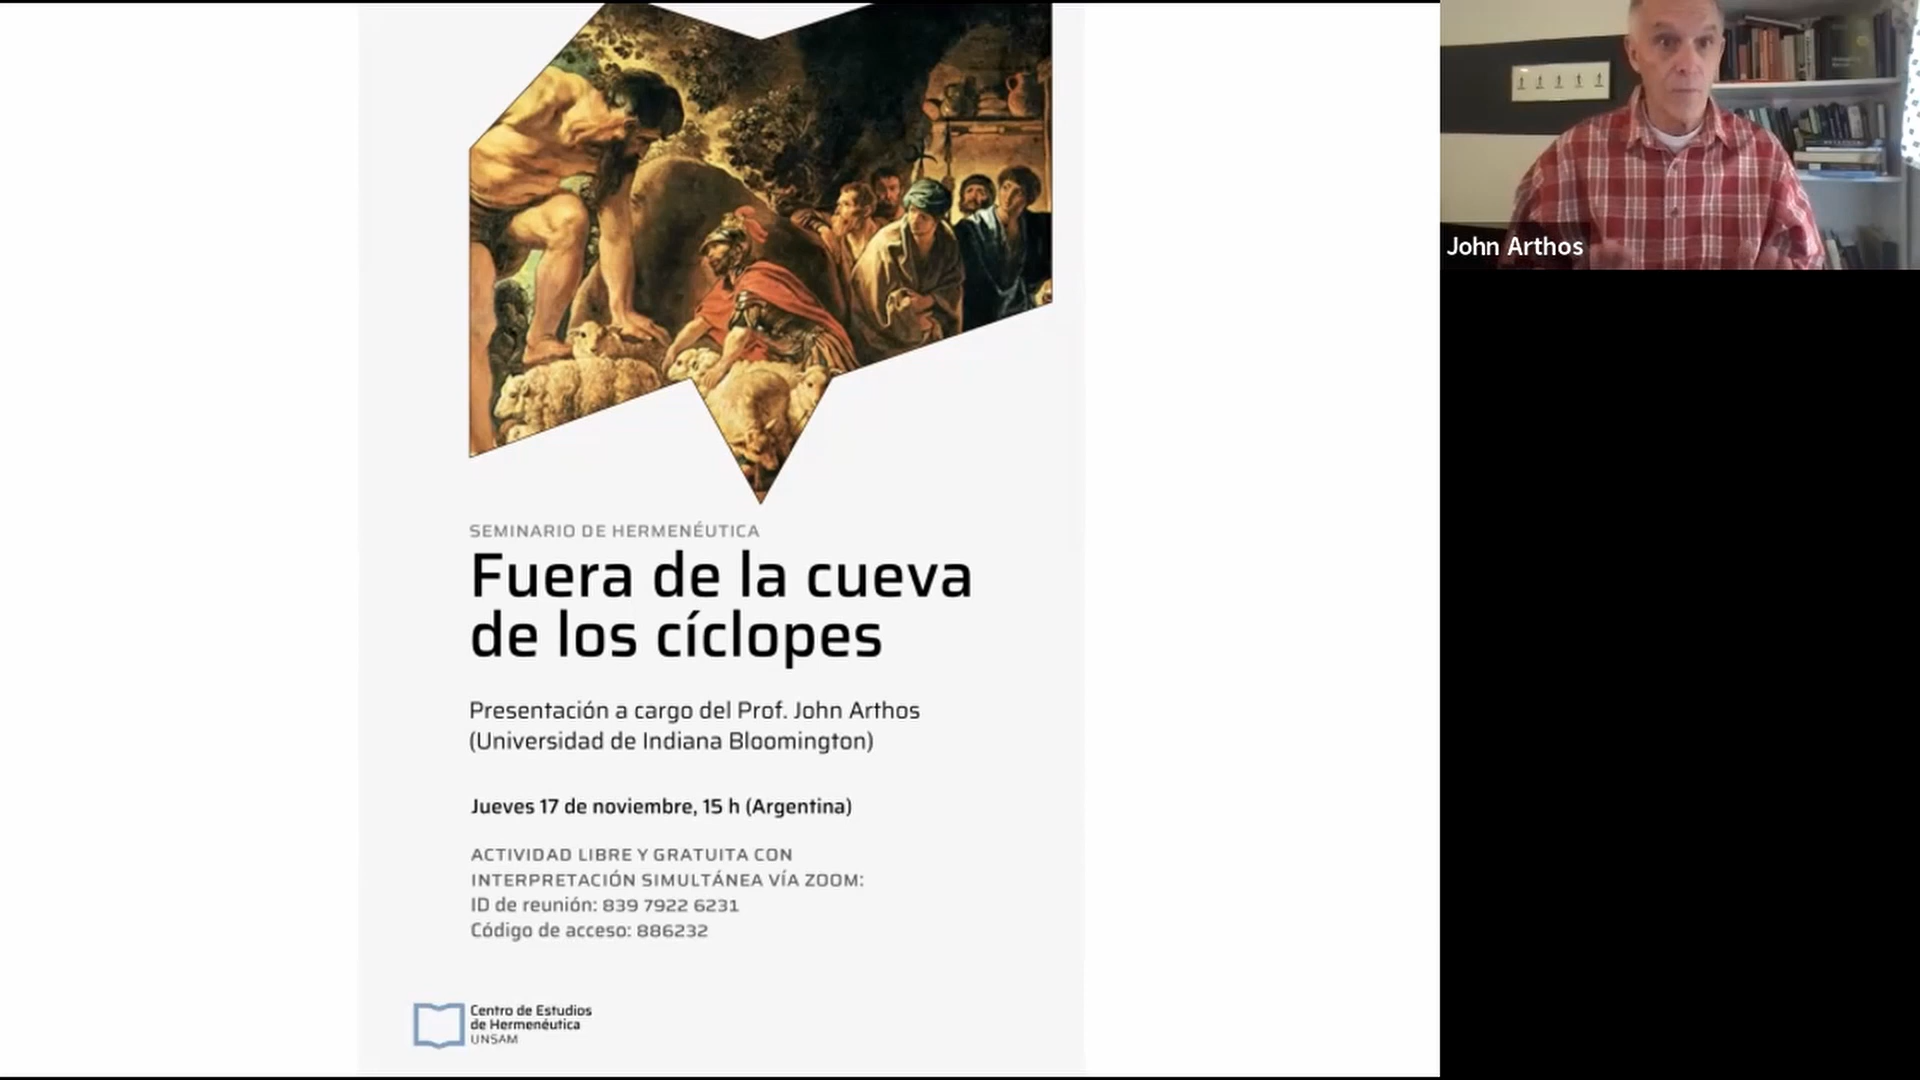 SEMINARIO DE HERMENÉUTICA
Fuera de la cueva
de los cíclopes
Presentación a cargo del Prof. John Arthos
(Universidad de Indiana Bloomington)
Jueves 17 de noviembre, 15 h (Argentina)
ACTIVIDAD LIBRE Y GRATUITA CON
INTERPRETACIÓN SIMULTÁNEA VÍA ZOOM:
ID de reunión: 839 7922 6231
Código de acceso: 886232
Centro de Estudios
de Hermenéutica
UNSAM
John Arthos